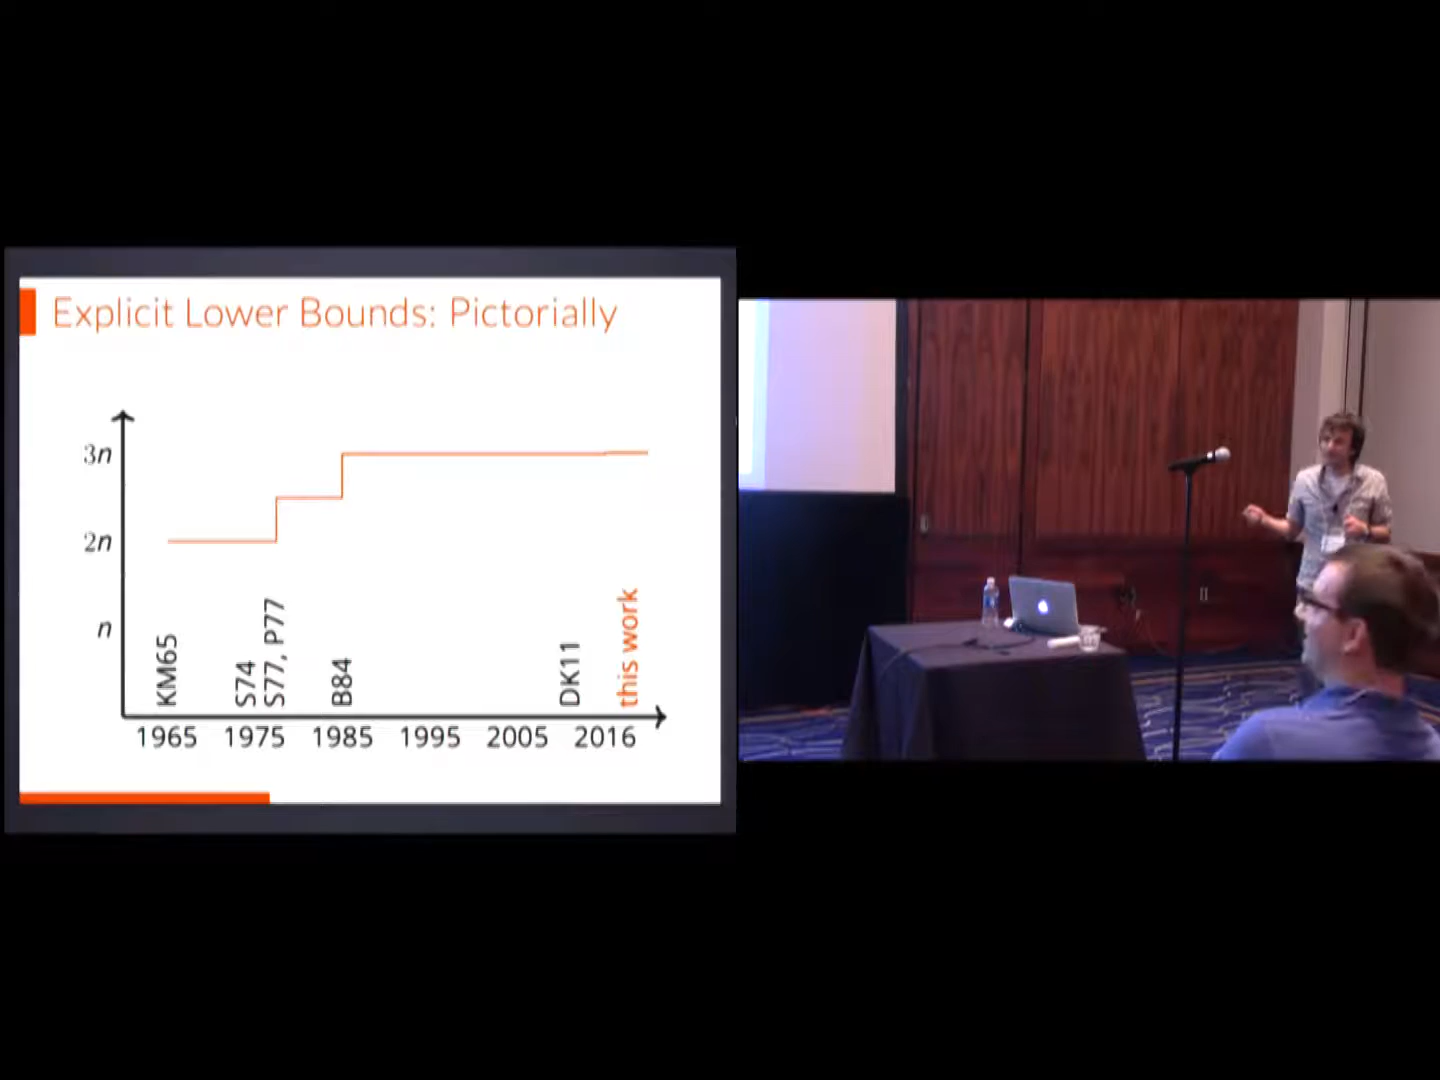 Explicit Lower Bounds: Pictorially
3n
2n
n
KM65
S74
S77, P77
B84
DK11
this work
1965 1975 1985 1995 2005 2016